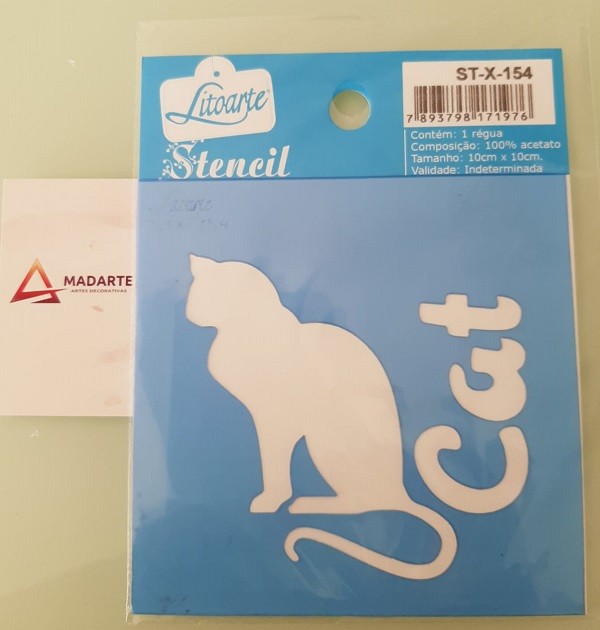 Litoarte®
Stencil
ST-X-154
7 893798 171976
Contém: 1 régua
Composição: 100% acetato
Tamanho: 10cm x 10cm.
Validade: Indeterminada
MADARTE
ARTES DECORATIVAS
Cat